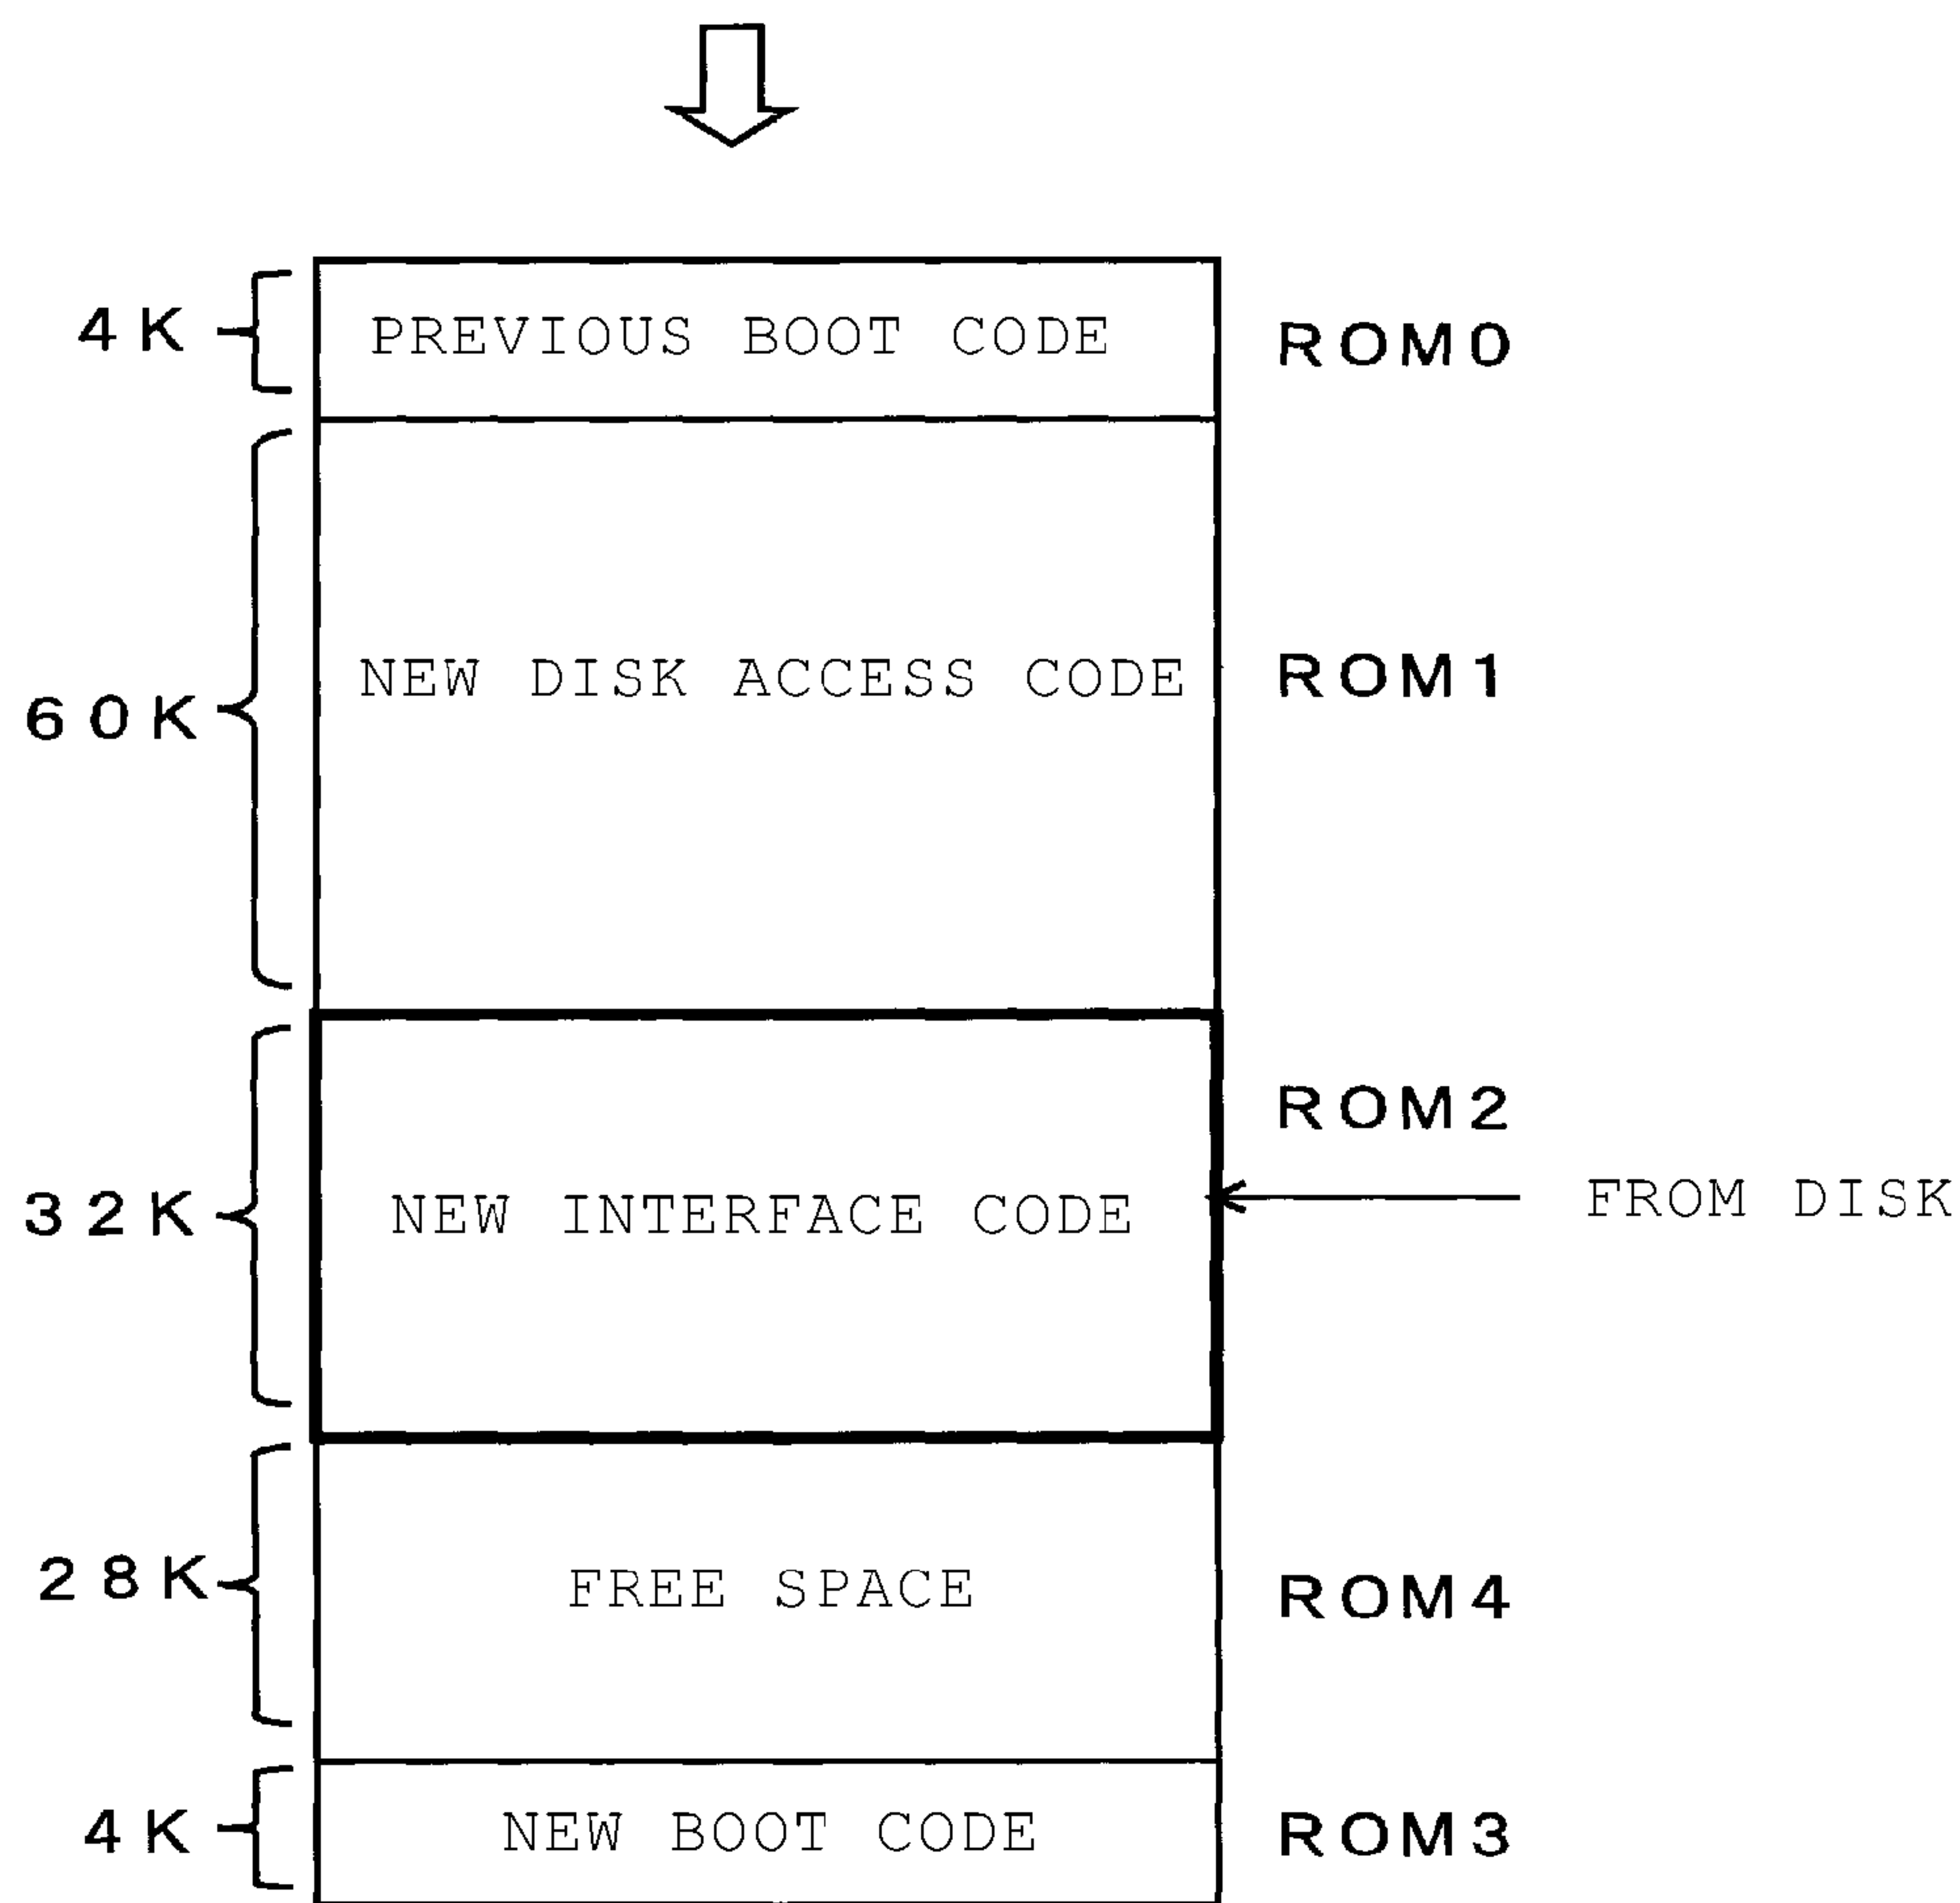 4K PREVIOUS BOOT CODE ROM0
60K NEW DISK ACCESS CODE ROM1
ROM2
32K NEW INTERFACE CODE FROM DISK
28K FREE SPACE ROM4
4K NEW BOOT CODE ROM3